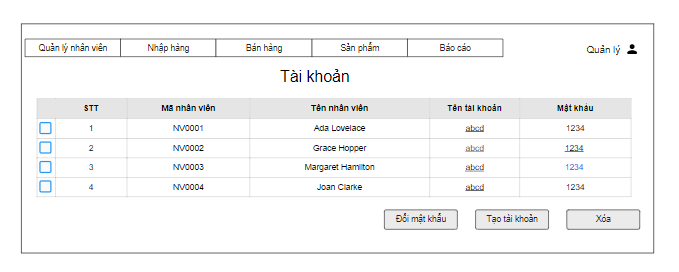 Quản lý nhân viên Nhập hàng Bán hàng Sản phẩm Báo cáo Quản lý
Tài khoản
STT Mã nhân viên Tên nhân viên Tên tài khoản Mật khẩu
1 NV0001 Ada Lovelace abcd 1234
2 NV0002 Grace Hopper abcd 1234
3 NV0003 Margaret Hamilton abcd 1234
4 NV0004 Joan Clarke abcd 1234
Đổi mật khẩu Tạo tài khoản Xóa